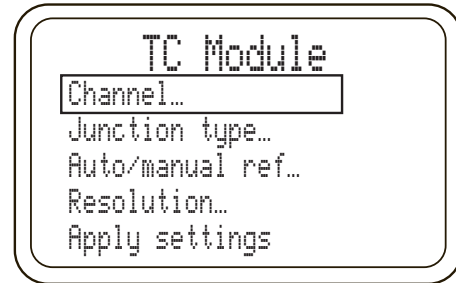 TC Module
Channel…
Junction type…
Auto/manual ref…
Resolution…
Apply settings